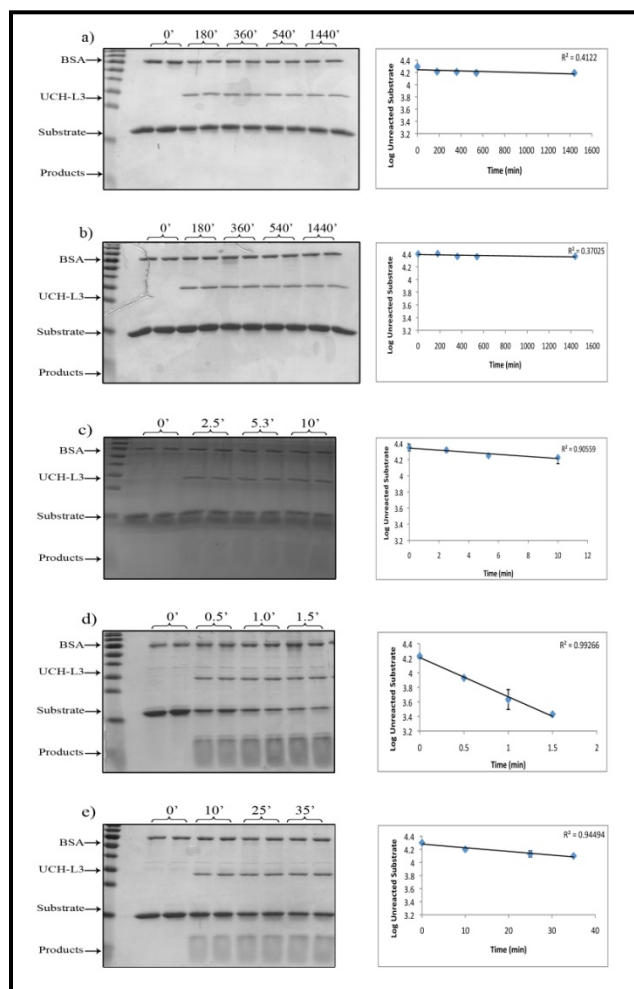 a)
0' 180' 360' 540' 1440'
BSA
UCH-L3
Substrate
Products
R² = 0.4122
Log Unreacted Substrate
4.4
4.2
4
3.8
3.6
3.4
3.2
0 200 400 600 800 1000 1200 1400 1600
Time (min)
b)
0' 180' 360' 540' 1440'
BSA
UCH-L3
Substrate
Products
R² = 0.37025
Log Unreacted Substrate
4.4
4.2
4
3.8
3.6
3.4
3.2
0 200 400 600 800 1000 1200 1400 1600
Time (min)
c)
0' 2.5' 5.3' 10'
BSA
UCH-L3
Substrate
Products
R² = 0.90559
Log Unreacted Substrate
4.4
4.2
4
3.8
3.6
3.4
3.2
0 2 4 6 8 10 12
Time (min)
d)
0' 0.5' 1.0' 1.5'
BSA
UCH-L3
Substrate
Products
R² = 0.99266
Log Unreacted Substrate
4.4
4.2
4
3.8
3.6
3.4
3.2
0 0.5 1 1.5 2
Time (min)
e)
0' 10' 25' 35'
BSA
UCH-L3
Substrate
Products
R² = 0.94494
Log Unreacted Substrate
4.4
4.2
4
3.8
3.6
3.4
3.2
0 10 20 30 40
Time (min)